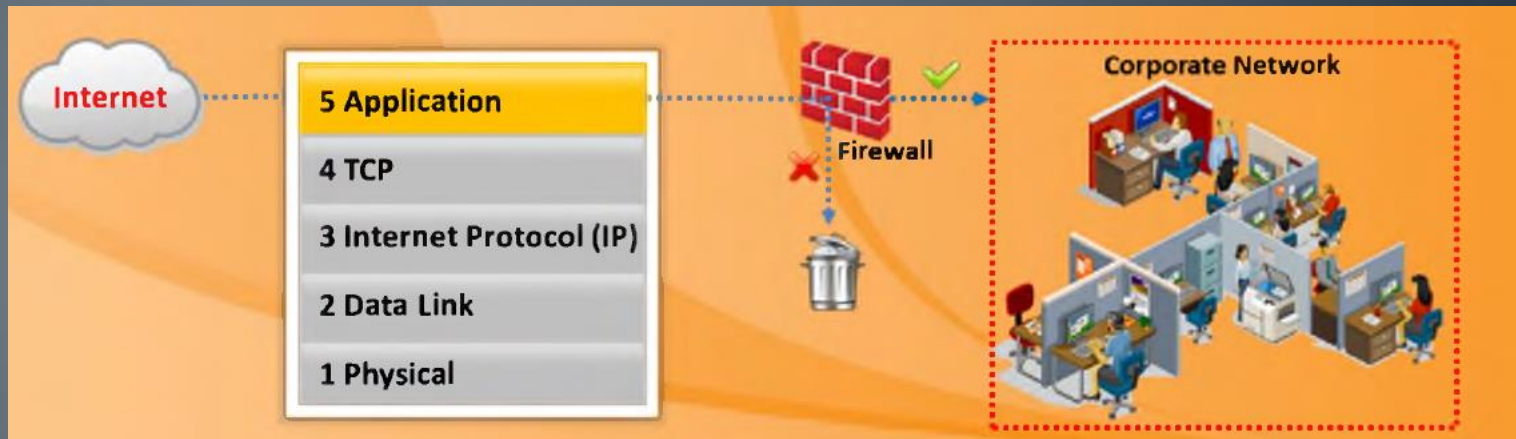 Internet
5 Application
4 TCP
3 Internet Protocol (IP)
2 Data Link
1 Physical
Firewall
Corporate Network